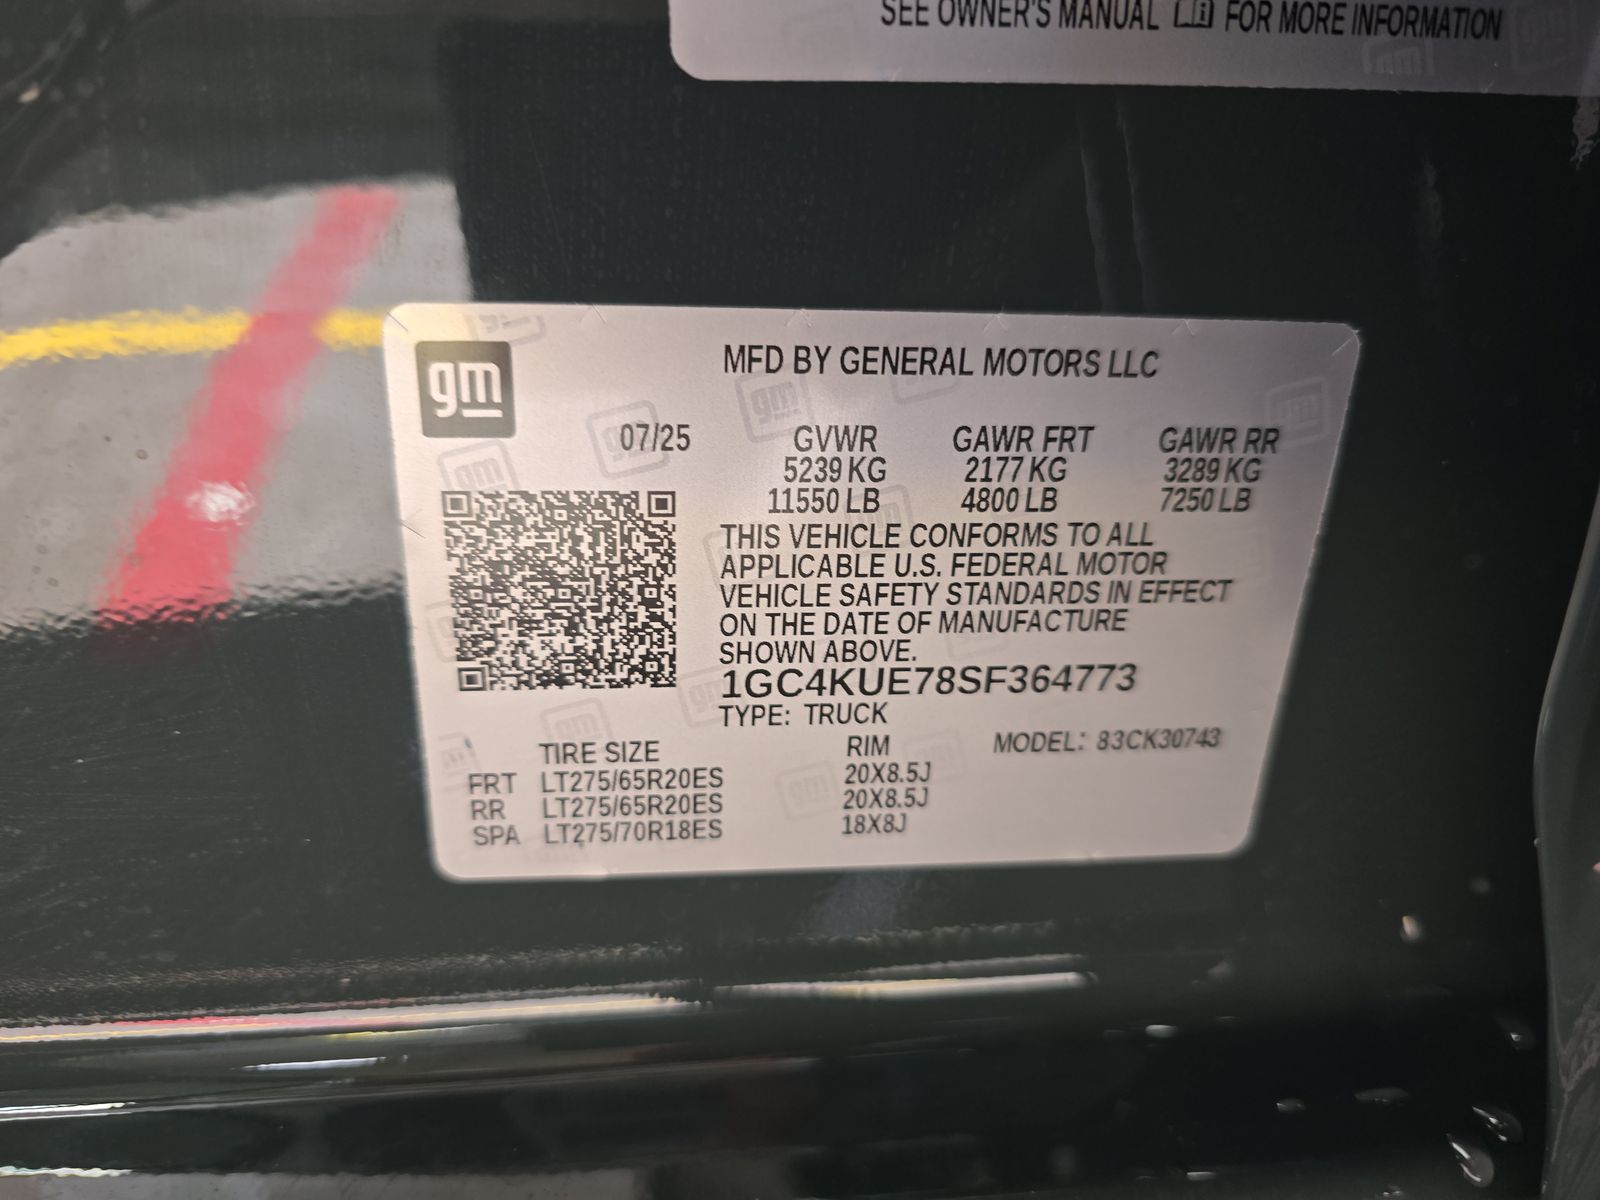 SEE OWNER'S MANUAL FOR MORE INFORMATION
gm
MFD BY GENERAL MOTORS LLC
07/25 GVWR GAWR FRT GAWR RR
5239 KG 2177 KG 3289 KG
11550 LB 4800 LB 7250 LB
THIS VEHICLE CONFORMS TO ALL
APPLICABLE U.S. FEDERAL MOTOR
VEHICLE SAFETY STANDARDS IN EFFECT
ON THE DATE OF MANUFACTURE
SHOWN ABOVE.
1GC4KUE78SF364773
TYPE: TRUCK
TIRE SIZE RIM MODEL: 83CK30743
FRT LT275/65R20ES 20X8.5J
RR LT275/65R20ES 20X8.5J
SPA LT275/70R18ES 18X8J